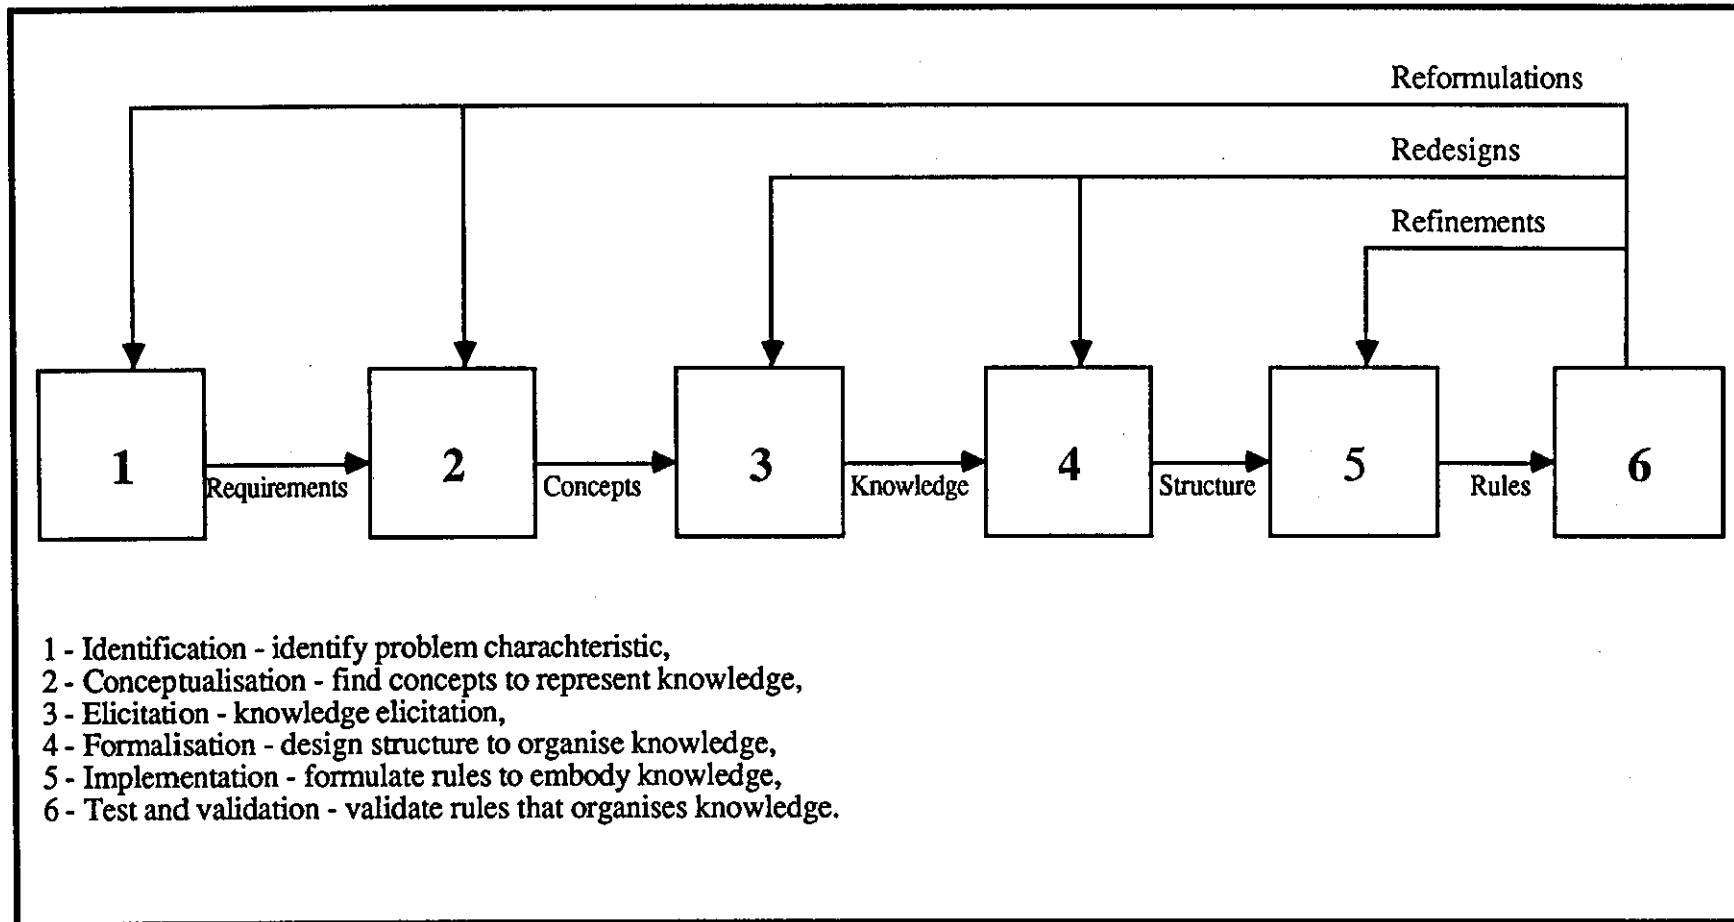 Reformulations
Redesigns
Refinements
1
2
3
4
5
6
Requirements
Concepts
Knowledge
Structure
Rules
1 - Identification - identify problem charachteristic,
2 - Conceptualisation - find concepts to represent knowledge,
3 - Elicitation - knowledge elicitation,
4 - Formalisation - design structure to organise knowledge,
5 - Implementation - formulate rules to embody knowledge,
6 - Test and validation - validate rules that organises knowledge.